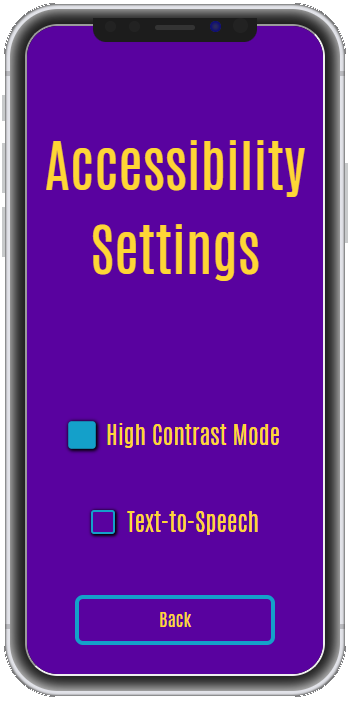 Accessibility
Settings
High Contrast Mode
Text-to-Speech
Back